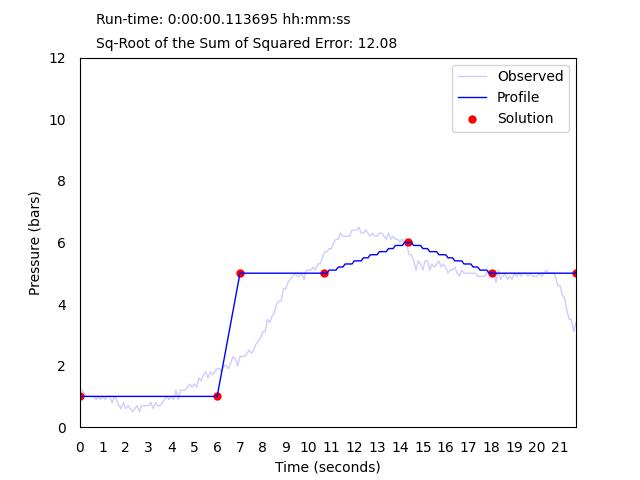 Run-time: 0:00:00.113695 hh:mm:ss
Sq-Root of the Sum of Squared Error: 12.08
Observed
Profile
Solution
12
10
8
6
4
2
0
Pressure (bars)
0 1 2 3 4 5 6 7 8 9 10 11 12 13 14 15 16 17 18 19 20 21
Time (seconds)